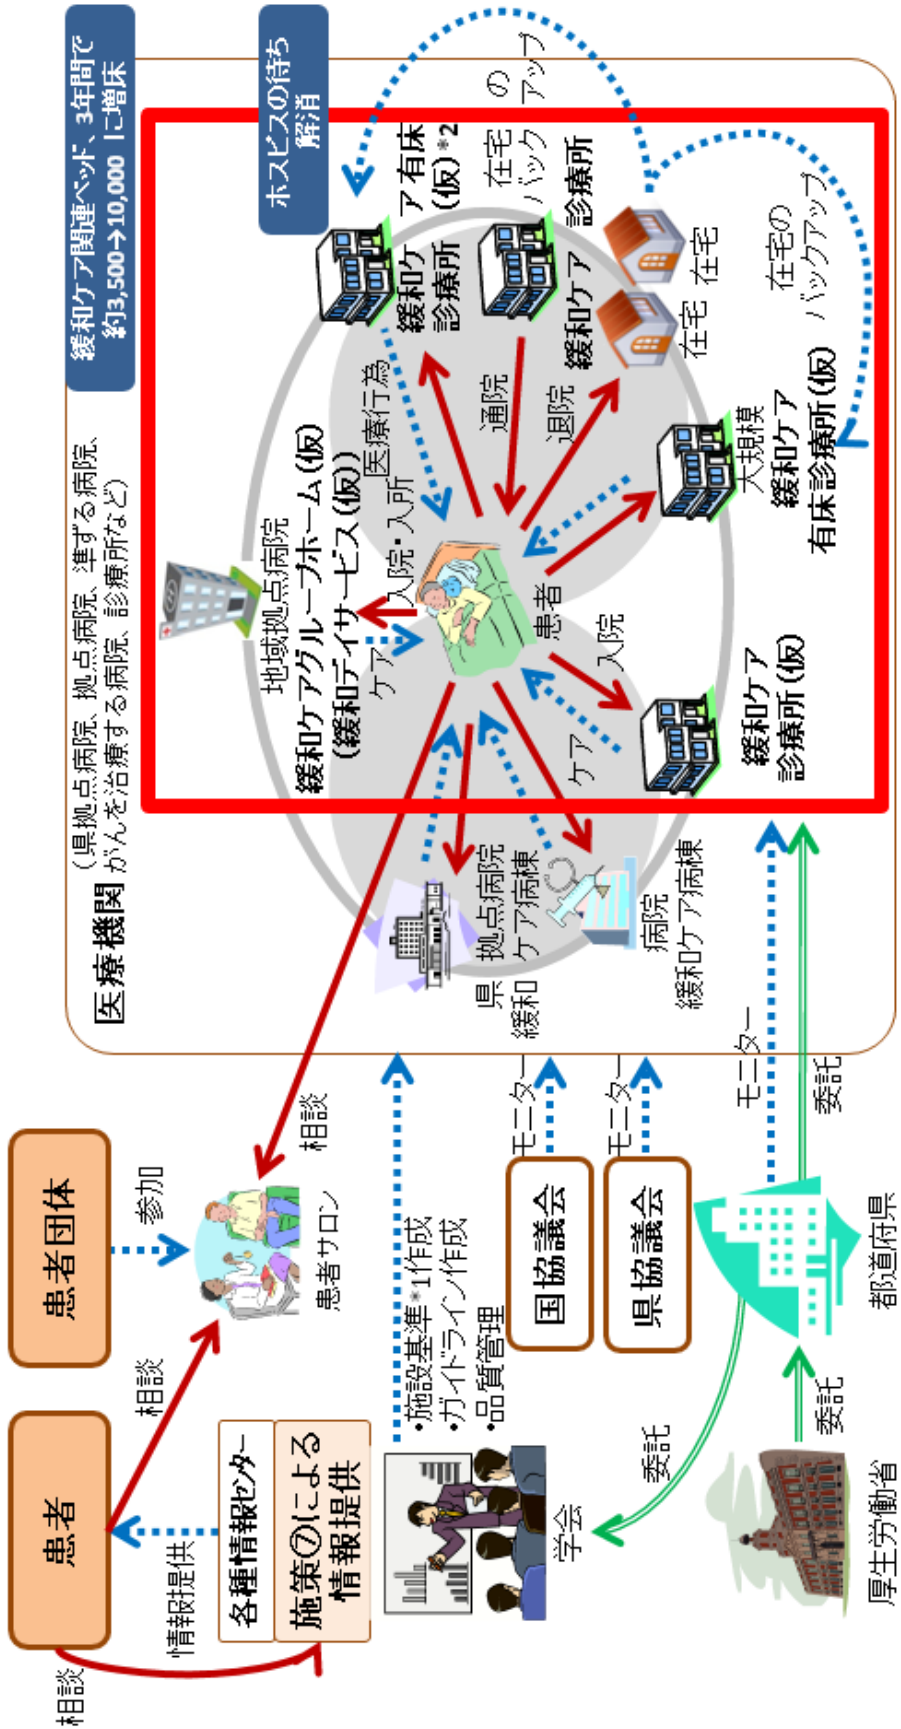 相談
患者
患者団体
情報提供
相談
参加
各種情報センター
施策のによる
情報提供
患者サロン
相談
医療機関
(県拠点病院、拠点病院、準ずる病院、
がんを治療する病院、診療所など)
緩和ケア関連ベッド、3年間で
約3,500→10,000 に増床
ホスピスの待ち
解消
地域拠点病院
緩和ケアグループホーム(仮)
(緩和デイサービス(仮))
ケア
入院・入所
医療行為
緩和ケア有床
診療所(仮)*2
在宅の
バックアップ
通院
緩和ケア診療所
退院
在宅
在宅
在宅の
バックアップ
患者
大規模
緩和ケア
有床診療所(仮)
入院
ケア
緩和ケア
診療所(仮)
県拠点病院
緩和ケア病棟
病院
緩和ケア病棟
学会
・施設基準*1作成
・ガイドライン作成
・品質管理
国協議会
モニター
県協議会
モニター
モニター
委託
委託
委託
厚生労働省
都道府県